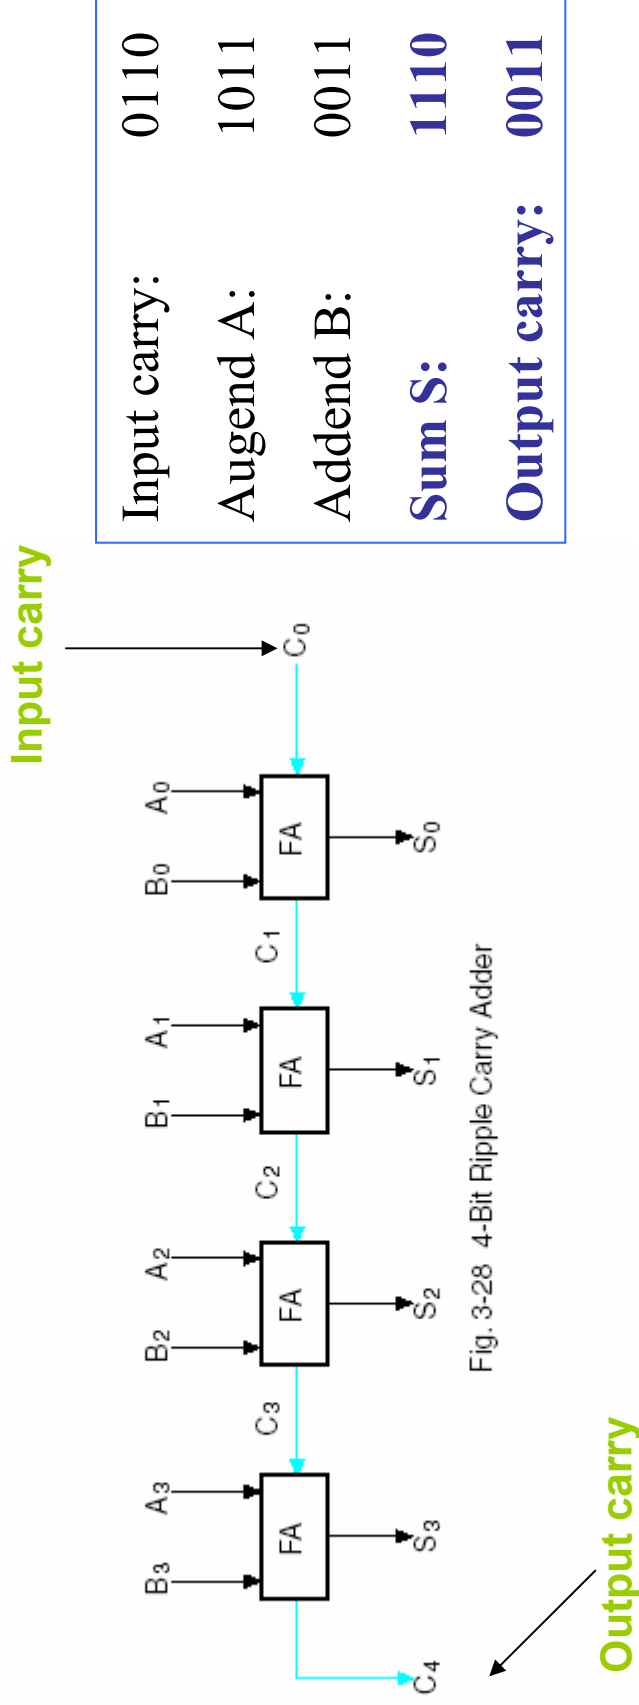 Input carry
B3 A3 B2 A2 B1 A1 B0 A0
FA C3 FA C2 FA C1 FA C0
C4 S3 S2 S1 S0
Fig. 3-28 4-Bit Ripple Carry Adder
Output carry
Input carry: 0110
Augend A: 1011
Addend B: 0011
Sum S: 1110
Output carry: 0011